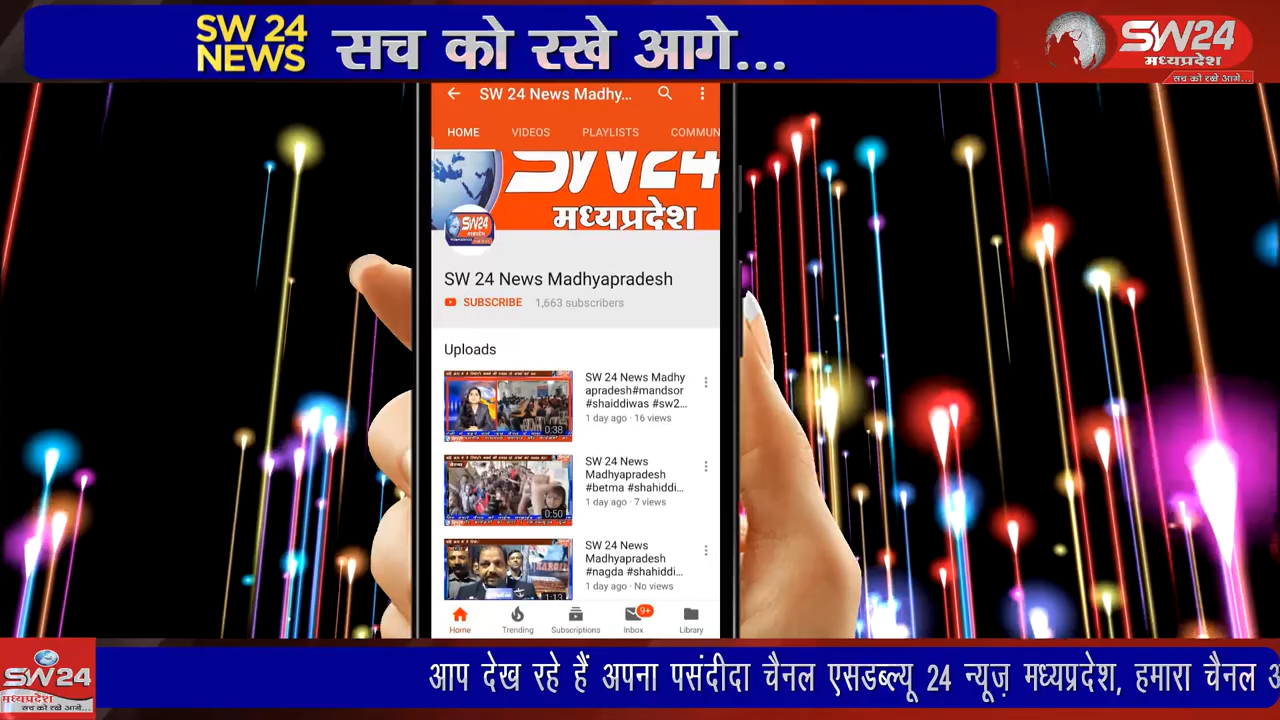 SW 24
NEWS
सच को रखे आगे...
SW24
मध्यप्रदेश
सच को रखे आगे...
SW 24 News Madhy...
HOME VIDEOS PLAYLISTS COMMUN
SW24
मध्यप्रदेश
SW24
SW 24 News Madhyapradesh
SUBSCRIBE 1,663 subscribers
Uploads
SW 24 News Madhy
apradesh#mandsor
#shaiddiwas #sw2...
1 day ago · 16 views
0:38
SW 24 News
Madhyapradesh
#betma #shahiddi...
1 day ago · 7 views
0:50
SW 24 News
Madhyapradesh
#nagda #shahiddi...
1 day ago · No views
1:13
9+
Home Trending Subscriptions Inbox Library
SW24
मध्यप्रदेश
सच को रखे आगे...
आप देख रहे हैं अपना पसंदीदा चैनल एसडब्ल्यू 24 न्यूज़ मध्यप्रदेश, हमारा चैनल